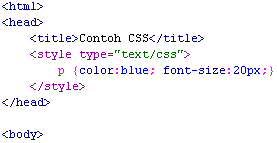 <html>
<head>
    <title>Contoh CSS</title>
    <style type="text/css">
        p {color:blue; font-size:20px;}
    </style>
</head>

<body>